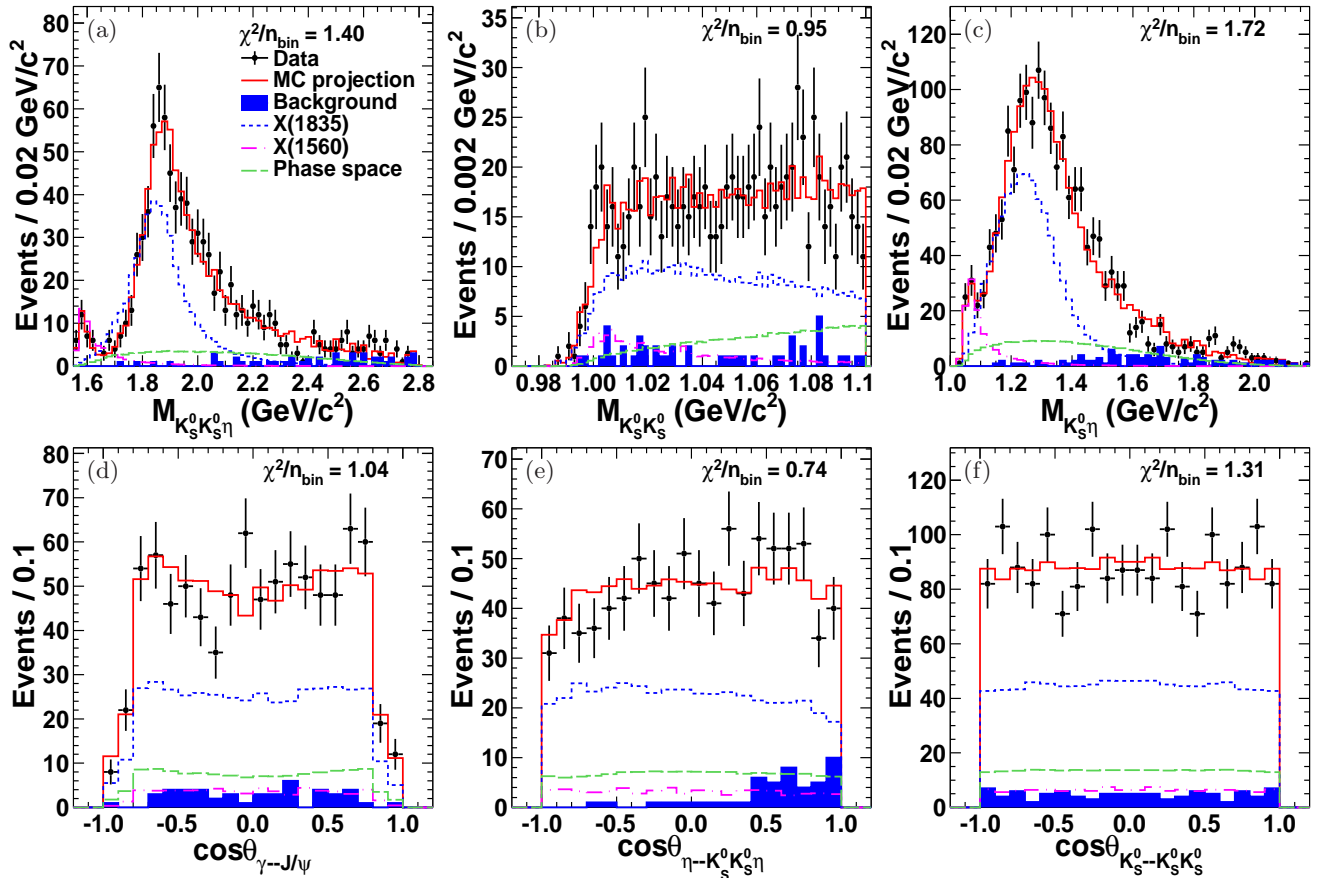 (a)
χ²/n_bin = 1.40
Data
MC projection
Background
X(1835)
X(1560)
Phase space
Events / 0.02 GeV/c²
0 10 20 30 40 50 60 70 80
1.6 1.8 2.0 2.2 2.4 2.6 2.8
M_{K_S^0 K_S^0 η} (GeV/c²)
(b)
χ²/n_bin = 0.95
Events / 0.002 GeV/c²
0 5 10 15 20 25 30 35
0.98 1.00 1.02 1.04 1.06 1.08 1.1
M_{K_S^0 K_S^0} (GeV/c²)
(c)
χ²/n_bin = 1.72
Events / 0.02 GeV/c²
0 20 40 60 80 100 120
1.0 1.2 1.4 1.6 1.8 2.0
M_{K_S^0 η} (GeV/c²)
(d)
χ²/n_bin = 1.04
Events / 0.1
0 10 20 30 40 50 60 70 80
-1.0 -0.5 0.0 0.5 1.0
cosθ_{γ--J/ψ}
(e)
χ²/n_bin = 0.74
Events / 0.1
0 10 20 30 40 50 60 70
-1.0 -0.5 0.0 0.5 1.0
cosθ_{η--K_S^0 K_S^0 η}
(f)
χ²/n_bin = 1.31
Events / 0.1
0 20 40 60 80 100 120
-1.0 -0.5 0.0 0.5 1.0
cosθ_{K_S^0--K_S^0 K_S^0}